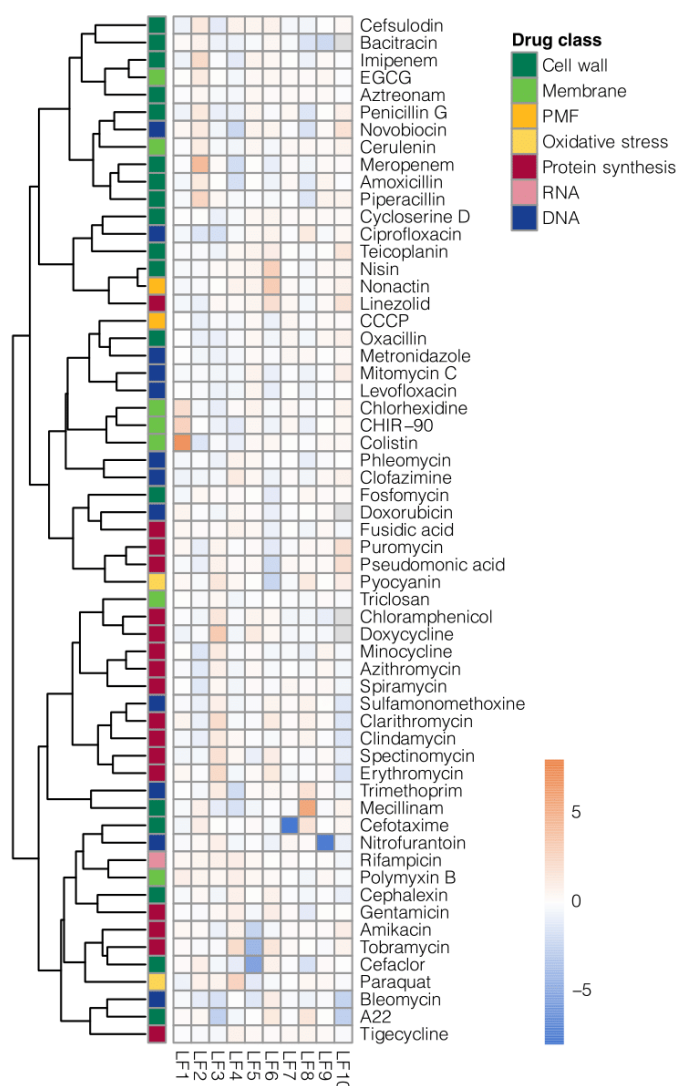 Cefsulodin
Bacitracin
Imipenem
EGCG
Aztreonam
Penicillin G
Novobiocin
Cerulenin
Meropenem
Amoxicillin
Piperacillin
Cycloserine D
Ciprofloxacin
Teicoplanin
Nisin
Nonactin
Linezolid
CCCP
Oxacillin
Metronidazole
Mitomycin C
Levofloxacin
Chlorhexidine
CHIR−90
Colistin
Phleomycin
Clofazimine
Fosfomycin
Doxorubicin
Fusidic acid
Puromycin
Pseudomonic acid
Pyocyanin
Triclosan
Chloramphenicol
Doxycycline
Minocycline
Azithromycin
Spiramycin
Sulfamonomethoxine
Clarithromycin
Clindamycin
Spectinomycin
Erythromycin
Trimethoprim
Mecillinam
Cefotaxime
Nitrofurantoin
Rifampicin
Polymyxin B
Cephalexin
Gentamicin
Amikacin
Tobramycin
Cefaclor
Paraquat
Bleomycin
A22
Tigecycline
LF1
LF2
LF3
LF4
LF5
LF6
LF7
LF8
LF9
LF10
Drug class
Cell wall
Membrane
PMF
Oxidative stress
Protein synthesis
RNA
DNA
5
0
−5